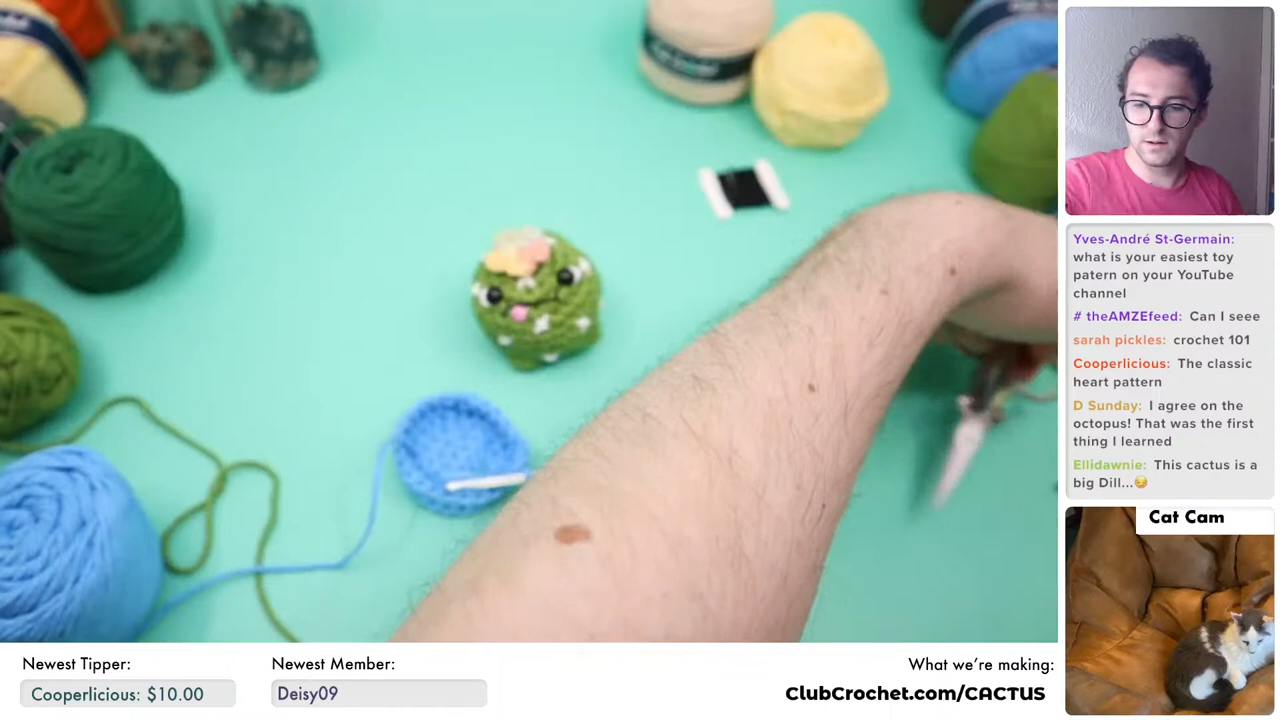 Yves-André St-Germain:
what is your easiest toy
patern on your YouTube
channel
# theAMZEfeed: Can I seee
sarah pickles: crochet 101
Cooperlicious: The classic
heart pattern
D Sunday: I agree on the
octopus! That was the first
thing I learned
Ellidawnie: This cactus is a
big Dill...😏
Cat Cam
Newest Tipper:
Cooperlicious: $10.00
Newest Member:
Deisy09
What we're making:
ClubCrochet.com/CACTUS